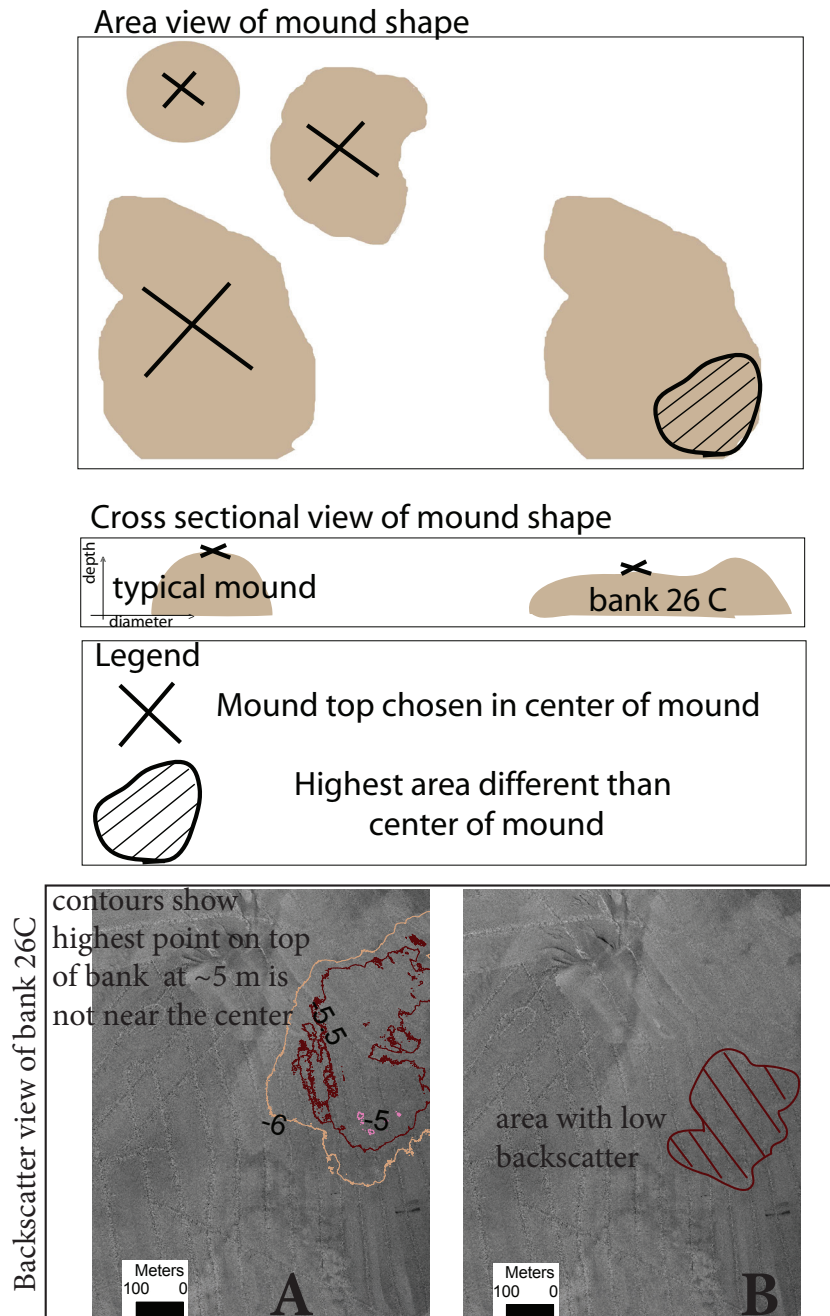 Area view of mound shape
Cross sectional view of mound shape
depth
typical mound
diameter
bank 26 C
Legend
Mound top chosen in center of mound
Highest area different than
center of mound
Backscatter view of bank 26C
contours show
highest point on top
of bank at ~5 m is
not near the center
-5.5
-6
-5
Meters
100 0
A
area with low
backscatter
Meters
100 0
B